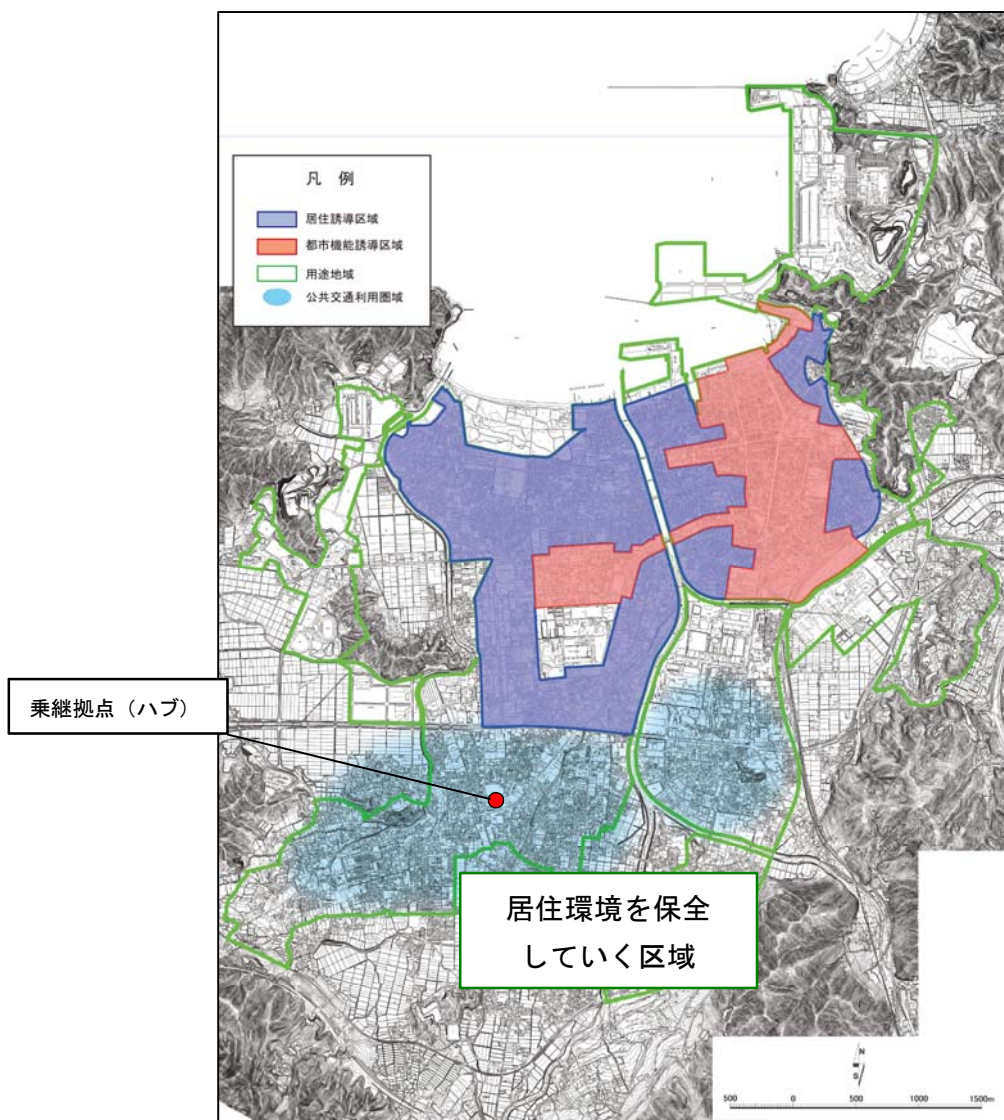 凡 例
居住誘導区域
都市機能誘導区域
用途地域
公共交通利用圏域
乗継拠点（ハブ）
居住環境を保全
していく区域
N
S
500 0 500 1000 1500m